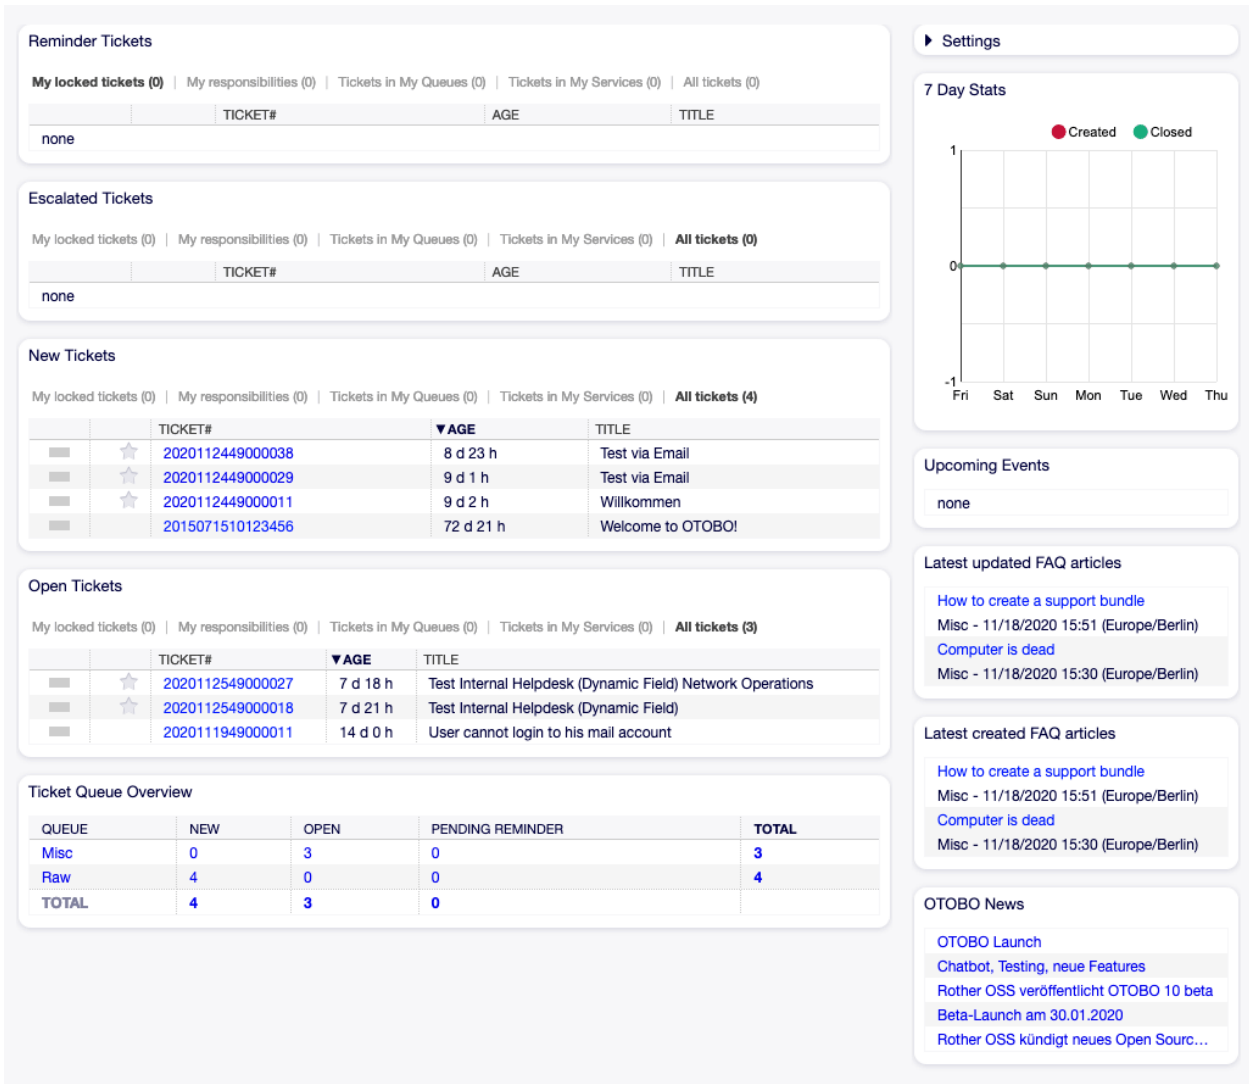 Reminder Tickets
My locked tickets (0) | My responsibilities (0) | Tickets in My Queues (0) | Tickets in My Services (0) | All tickets (0)
TICKET# AGE TITLE
none
Escalated Tickets
My locked tickets (0) | My responsibilities (0) | Tickets in My Queues (0) | Tickets in My Services (0) | All tickets (0)
TICKET# AGE TITLE
none
New Tickets
My locked tickets (0) | My responsibilities (0) | Tickets in My Queues (0) | Tickets in My Services (0) | All tickets (4)
TICKET# ▼AGE TITLE
2020112449000038 8 d 23 h Test via Email
2020112449000029 9 d 1 h Test via Email
2020112449000011 9 d 2 h Willkommen
2015071510123456 72 d 21 h Welcome to OTOBO!
Open Tickets
My locked tickets (0) | My responsibilities (0) | Tickets in My Queues (0) | Tickets in My Services (0) | All tickets (3)
TICKET# ▼AGE TITLE
2020112549000027 7 d 18 h Test Internal Helpdesk (Dynamic Field) Network Operations
2020112549000018 7 d 21 h Test Internal Helpdesk (Dynamic Field)
2020111949000011 14 d 0 h User cannot login to his mail account
Ticket Queue Overview
QUEUE NEW OPEN PENDING REMINDER TOTAL
Misc 0 3 0 3
Raw 4 0 0 4
TOTAL 4 3 0
Settings
7 Day Stats
Created Closed
1
0
-1
Fri Sat Sun Mon Tue Wed Thu
Upcoming Events
none
Latest updated FAQ articles
How to create a support bundle
Misc - 11/18/2020 15:51 (Europe/Berlin)
Computer is dead
Misc - 11/18/2020 15:30 (Europe/Berlin)
Latest created FAQ articles
How to create a support bundle
Misc - 11/18/2020 15:51 (Europe/Berlin)
Computer is dead
Misc - 11/18/2020 15:30 (Europe/Berlin)
OTOBO News
OTOBO Launch
Chatbot, Testing, neue Features
Rother OSS veröffentlicht OTOBO 10 beta
Beta-Launch am 30.01.2020
Rother OSS kündigt neues Open Sourc...